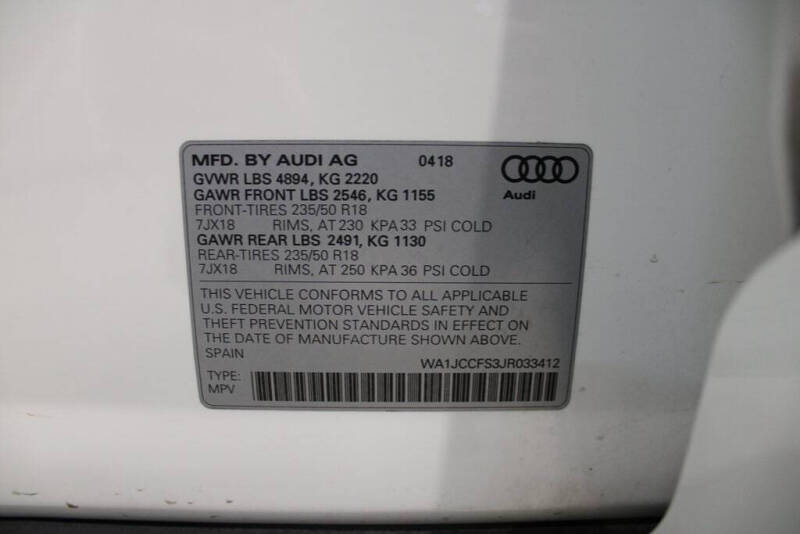 MFD. BY AUDI AG 0418
GVWR LBS 4894, KG 2220
GAWR FRONT LBS 2546, KG 1155
Audi
FRONT-TIRES 235/50 R18
7JX18 RIMS, AT 230 KPA 33 PSI COLD
GAWR REAR LBS 2491, KG 1130
REAR-TIRES 235/50 R18
7JX18 RIMS, AT 250 KPA 36 PSI COLD
THIS VEHICLE CONFORMS TO ALL APPLICABLE
U.S. FEDERAL MOTOR VEHICLE SAFETY AND
THEFT PREVENTION STANDARDS IN EFFECT ON
THE DATE OF MANUFACTURE SHOWN ABOVE.
SPAIN
WA1JCCFS3JR033412
TYPE:
MPV